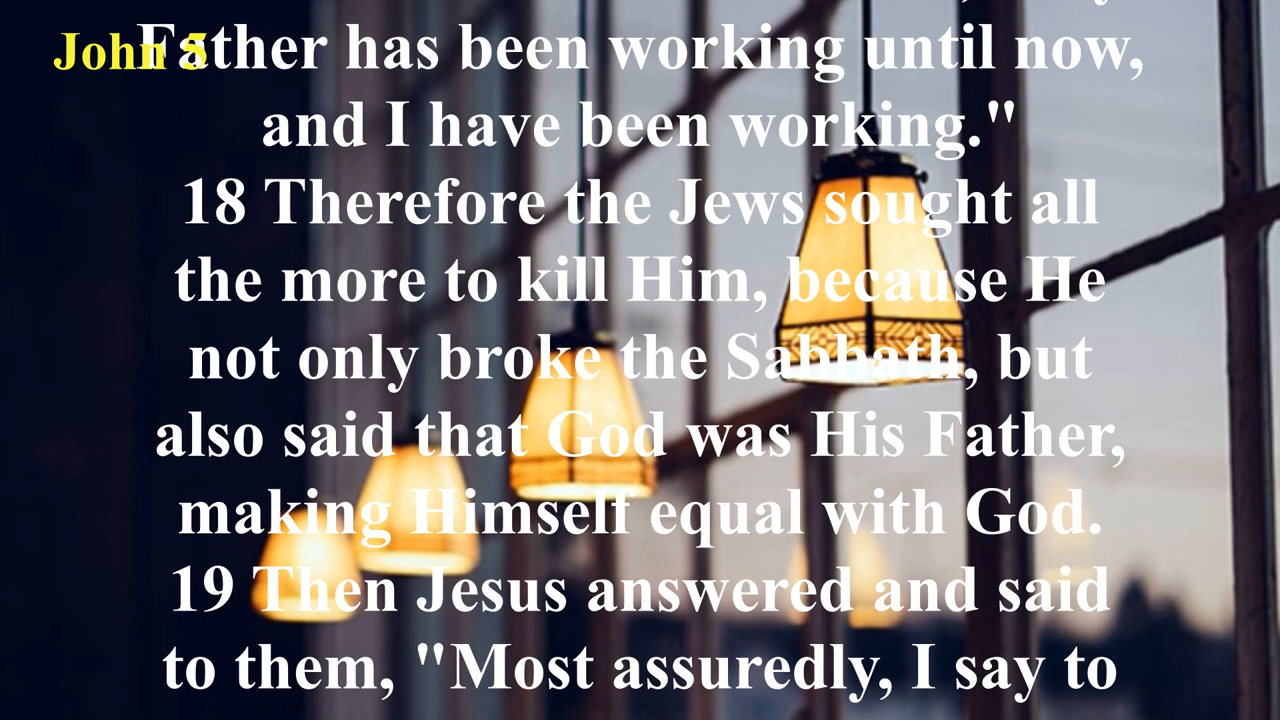 John 5
Father has been working until now,
and I have been working."
18 Therefore the Jews sought all
the more to kill Him, because He
not only broke the Sabbath, but
also said that God was His Father,
making Himself equal with God.
19 Then Jesus answered and said
to them, "Most assuredly, I say to